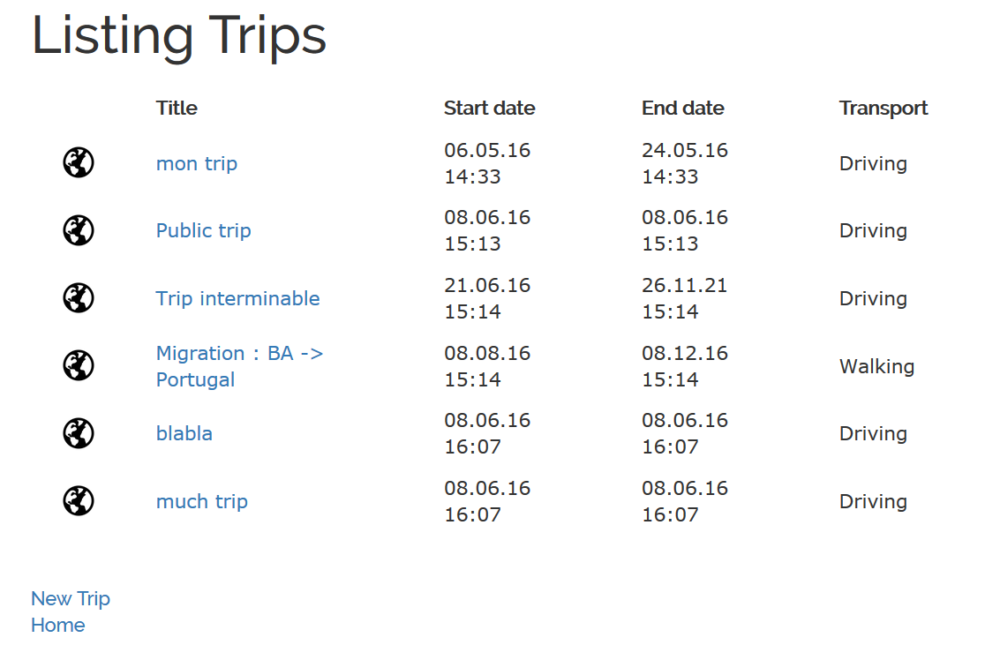 Listing Trips
Title Start date End date Transport
mon trip 06.05.16 14:33 24.05.16 14:33 Driving
Public trip 08.06.16 15:13 08.06.16 15:13 Driving
Trip interminable 21.06.16 15:14 26.11.21 15:14 Driving
Migration : BA -> Portugal 08.08.16 15:14 08.12.16 15:14 Walking
blabla 08.06.16 16:07 08.06.16 16:07 Driving
much trip 08.06.16 16:07 08.06.16 16:07 Driving
New Trip
Home